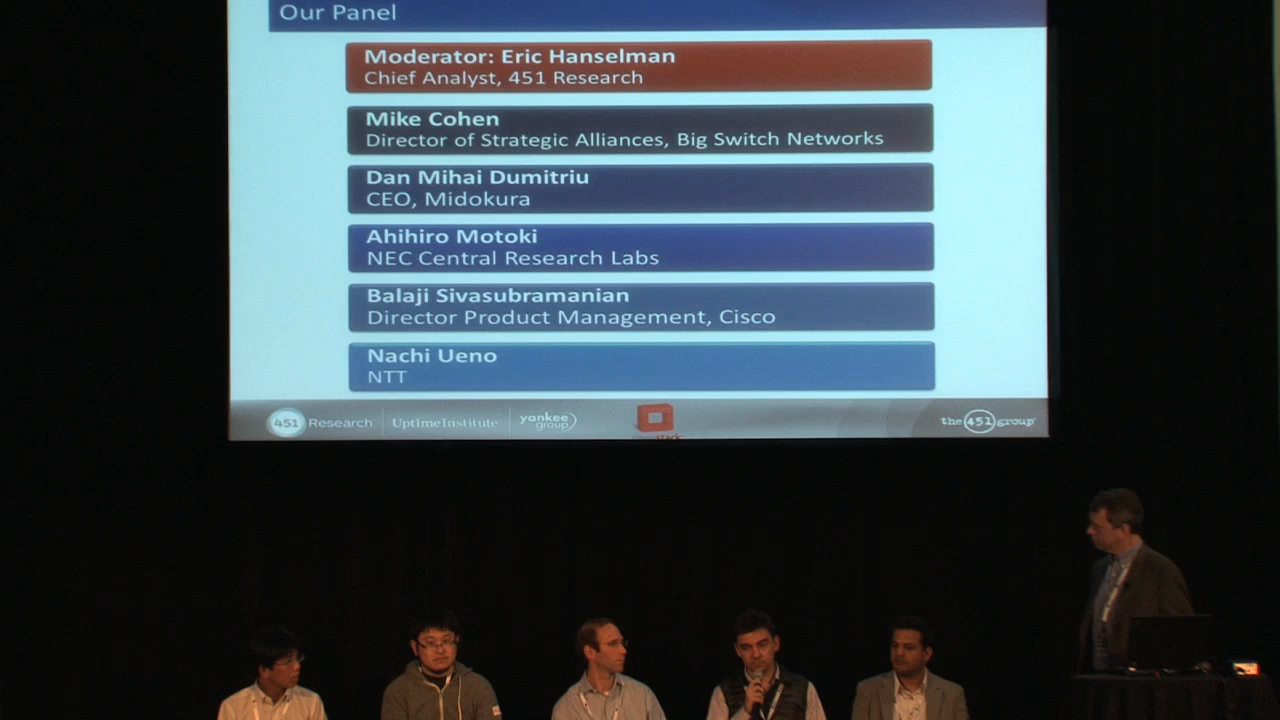 Our Panel
Moderator: Eric Hanselman
Chief Analyst, 451 Research
Mike Cohen
Director of Strategic Alliances, Big Switch Networks
Dan Mihai Dumitriu
CEO, Midokura
Ahihiro Motoki
NEC Central Research Labs
Balaji Sivasubramanian
Director Product Management, Cisco
Nachi Ueno
NTT
451 Research
UptimeInstitute
yankee group
the 451 group